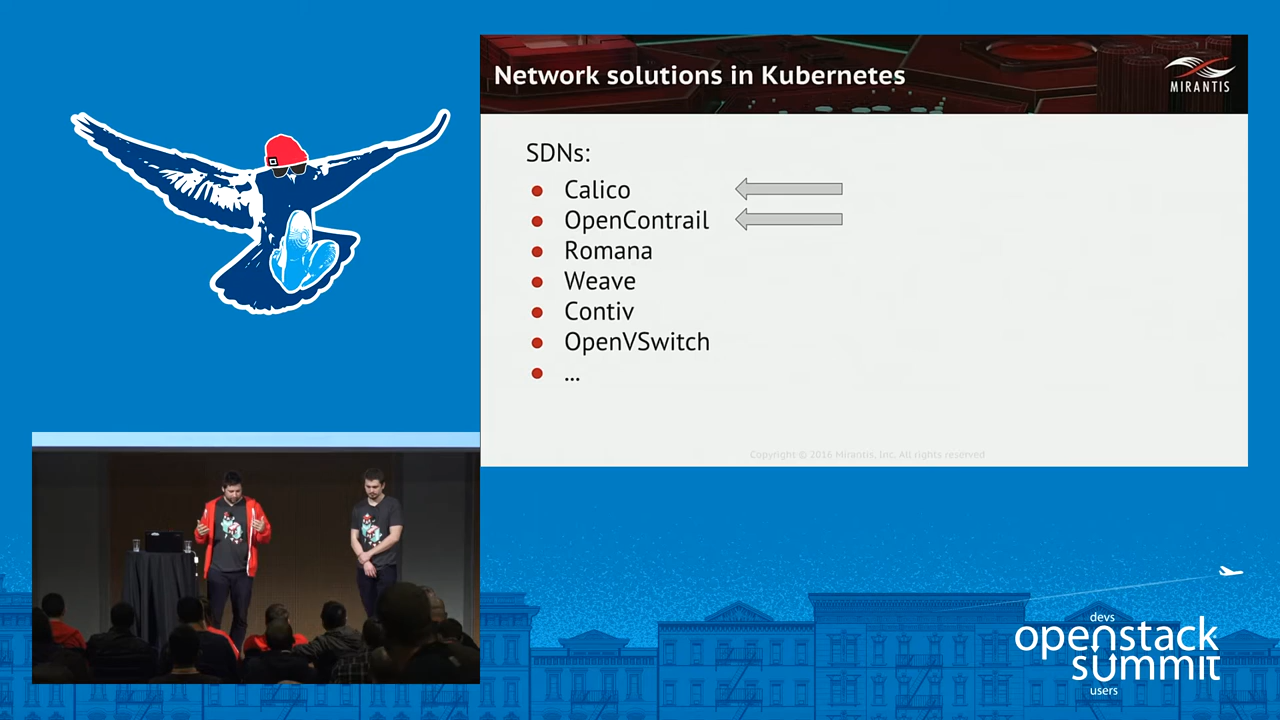 Network solutions in Kubernetes
MIRANTIS
SDNs:
Calico
OpenContrail
Romana
Weave
Contiv
OpenVSwitch
...
Copyright © 2016 Mirantis, Inc. All rights reserved
devs
openstack
summit
users